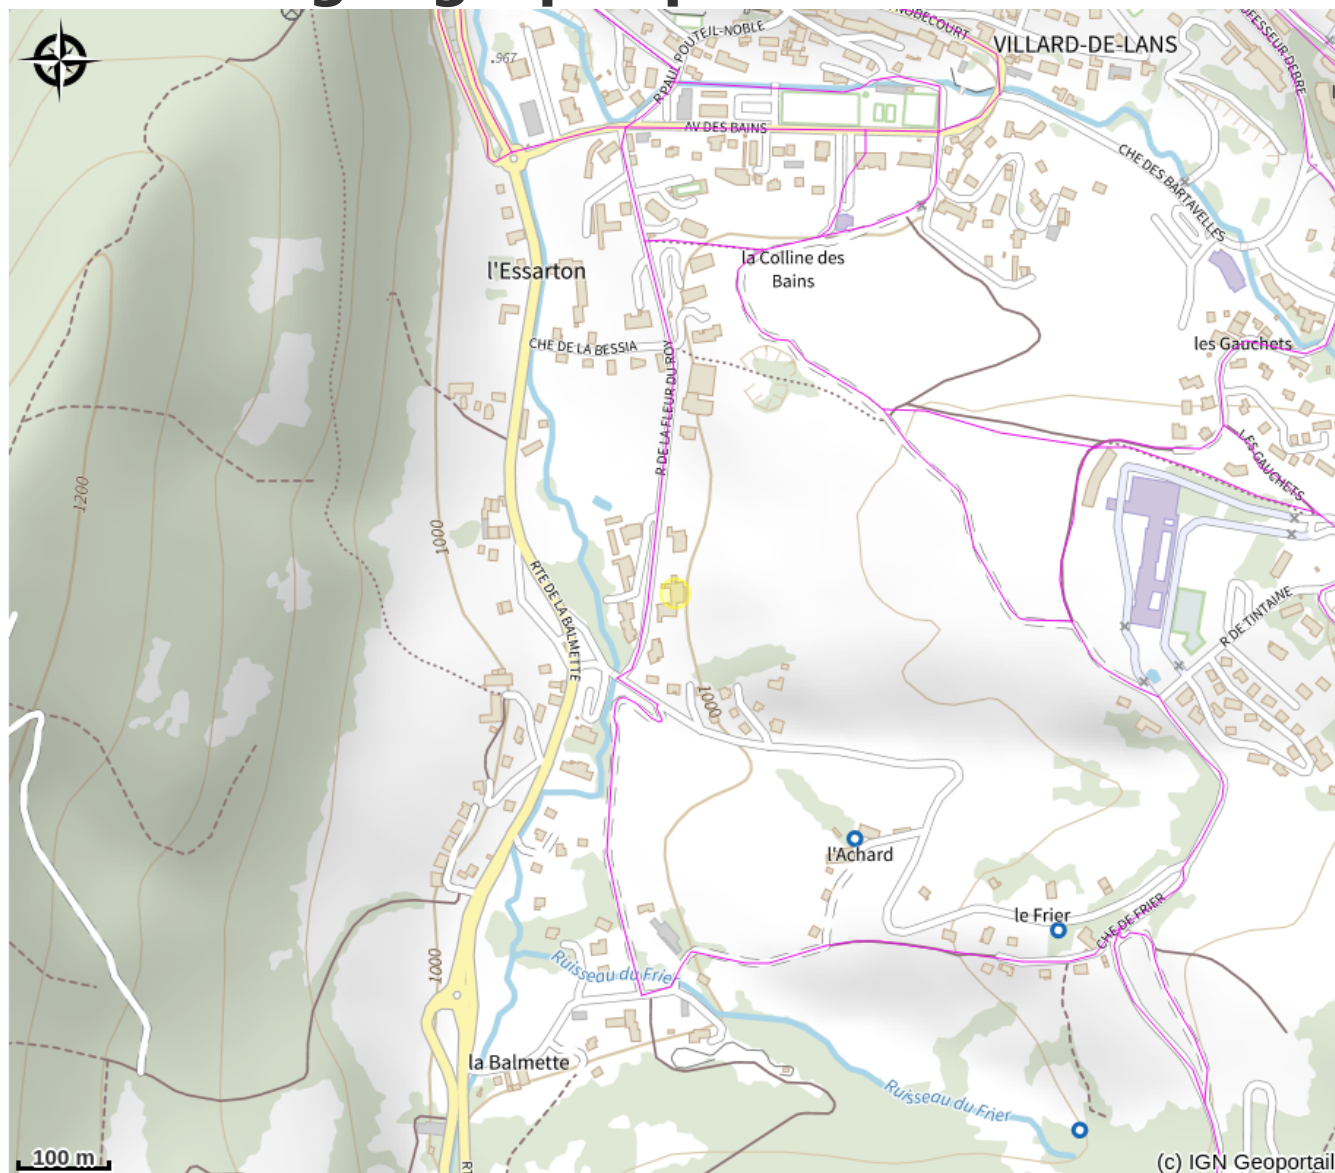 NOBECOURT
VILLARD-DE-LANS
PROFESSEUR DEBRE
R PAUL POUTEIL-NOBLE
.967
AV DES BAINS
CHE DES BARTAVELLES
l'Essarton
la Colline des
Bains
CHE DE LA BESSIA
les Gauchets
R DE LA FLEUR DU ROY
LES GAUCHETS
1200
1000
RTE DE LA BALMETTE
R DE TINTAINE
1000
l'Achard
le Frier
CHE DE FRIER
1000
Ruisseau du Frier
la Balmette
Ruisseau du Frier
100 m
(c) IGN Geoportail